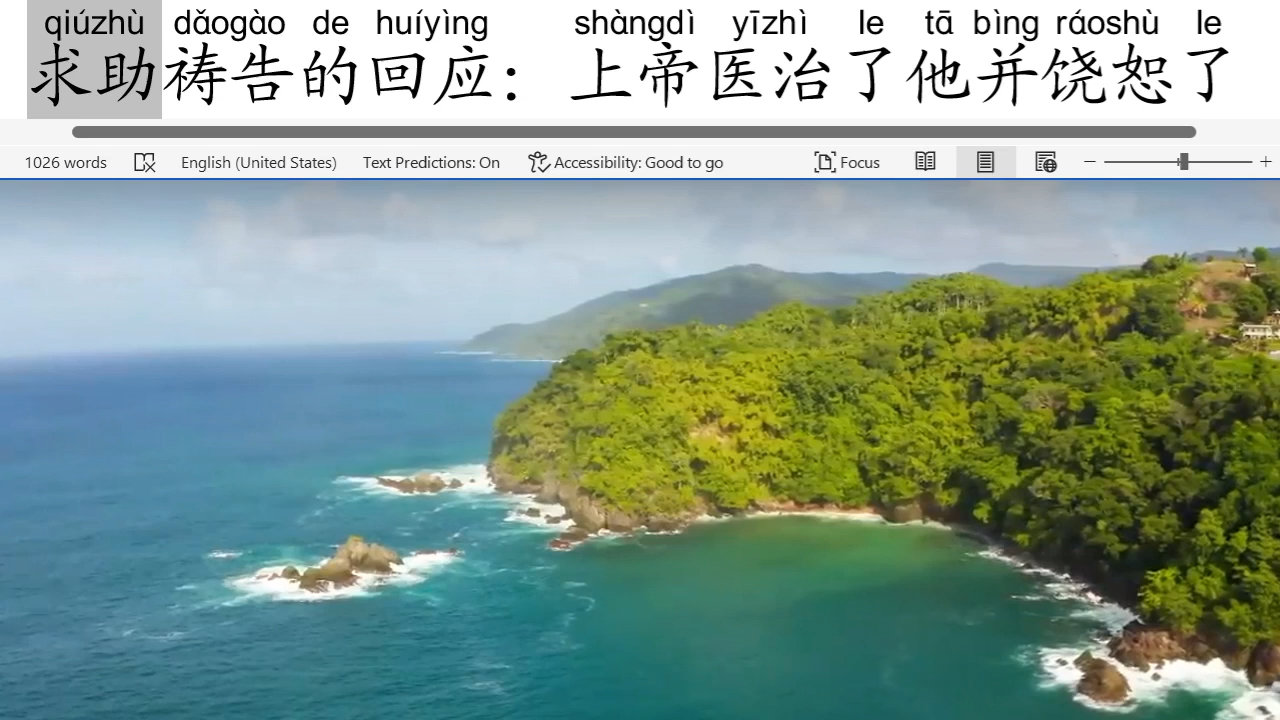 qiúzhù dǎogào de huíyìng shàngdì yīzhì le tā bìng ráoshù le
求助祷告的回应：上帝医治了他并饶恕了
1026 words English (United States) Text Predictions: On Accessibility: Good to go Focus